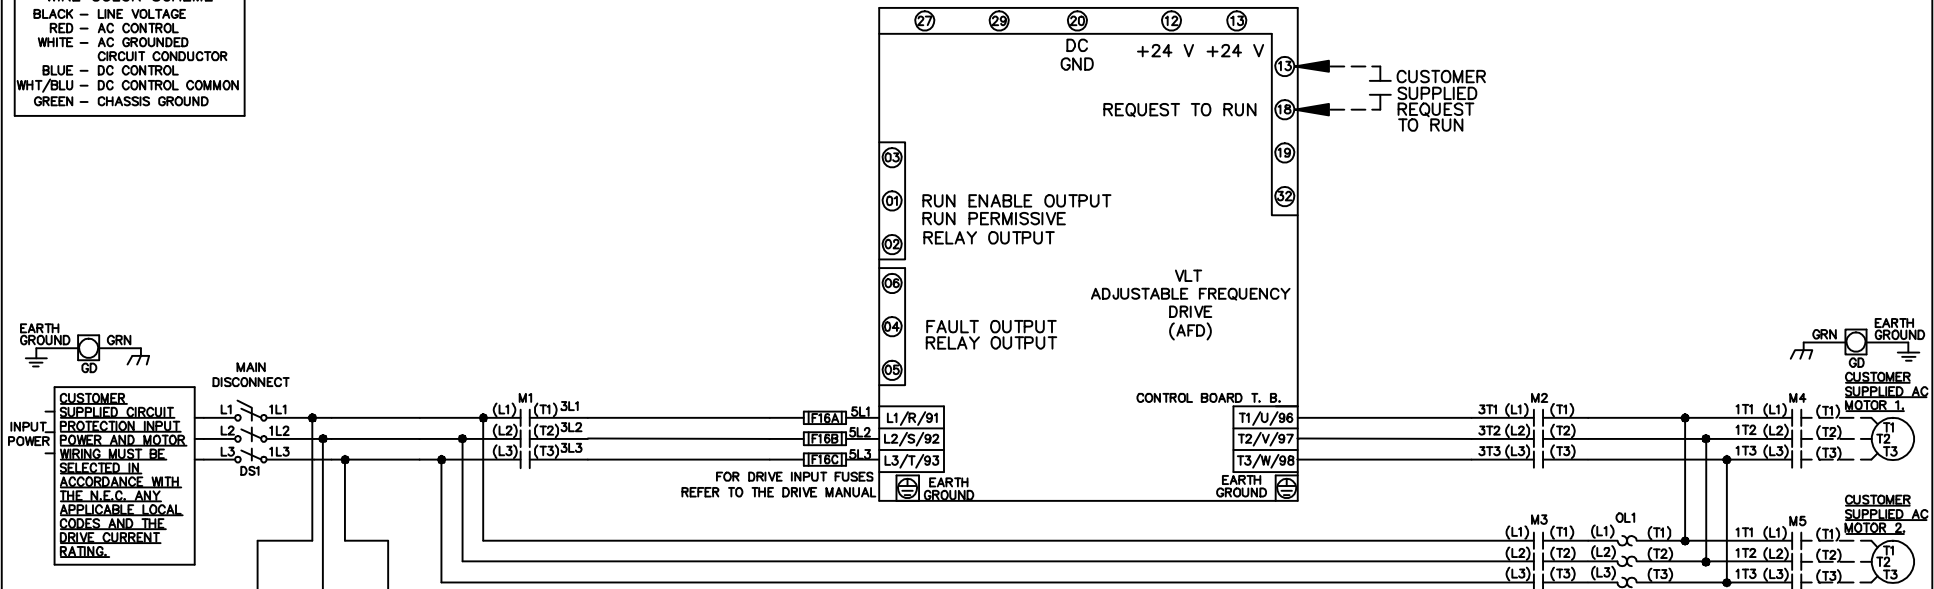 BLACK – LINE VOLTAGE
RED – AC CONTROL
WHITE – AC GROUNDED
CIRCUIT CONDUCTOR
BLUE – DC CONTROL
WHT/BLU – DC CONTROL COMMON
GREEN – CHASSIS GROUND
27 29 20 12 13
DC
GND
+24 V +24 V
13
REQUEST TO RUN 18
19
32
CUSTOMER
SUPPLIED
REQUEST
TO RUN
03
01
02
RUN ENABLE OUTPUT
RUN PERMISSIVE
RELAY OUTPUT
06
04
05
FAULT OUTPUT
RELAY OUTPUT
VLT
ADJUSTABLE FREQUENCY
DRIVE
(AFD)
EARTH
GROUND
GRN
GD
MAIN
DISCONNECT
INPUT
POWER
CUSTOMER
SUPPLIED CIRCUIT
PROTECTION INPUT
POWER AND MOTOR
WIRING MUST BE
SELECTED IN
ACCORDANCE WITH
THE N.E.C. ANY
APPLICABLE LOCAL
CODES AND THE
DRIVE CURRENT
RATING.
L1 1L1
L2 1L2
L3 1L3
DS1
M1
(L1) (T1) 3L1
(L2) (T2) 3L2
(L3) (T3) 3L3
F16A 5L1
F16B 5L2
F16C 5L3
FOR DRIVE INPUT FUSES
REFER TO THE DRIVE MANUAL
L1/R/91
L2/S/92
L3/T/93
EARTH
GROUND
CONTROL BOARD T. B.
T1/U/96
T2/V/97
T3/W/98
EARTH
GROUND
M2
3T1 (L1) (T1)
3T2 (L2) (T2)
3T3 (L3) (T3)
M4
1T1 (L1) (T1)
1T2 (L2) (T2)
1T3 (L3) (T3)
GRN
EARTH
GROUND
GD
CUSTOMER
SUPPLIED AC
MOTOR 1.
T1
T2
T3
M3
(L1) (T1)
(L2) (T2)
(L3) (T3)
OL1
(L1) (T1)
(L2) (T2)
(L3) (T3)
M5
1T1 (L1) (T1)
1T2 (L2) (T2)
1T3 (L3) (T3)
CUSTOMER
SUPPLIED AC
MOTOR 2.
T1
T2
T3